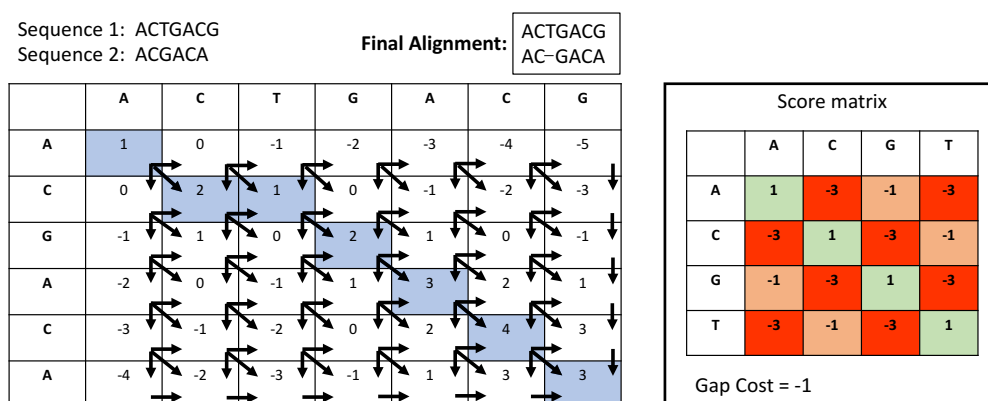 Sequence 1: ACTGACG
Sequence 2: ACGACA
Final Alignment:
ACTGACG
AC-GACA
A C T G A C G
A 1 0 -1 -2 -3 -4 -5
C 0 2 1 0 -1 -2 -3
G -1 1 0 2 1 0 -1
A -2 0 -1 1 3 2 1
C -3 -1 -2 0 2 4 3
A -4 -2 -3 -1 1 3 3
Score matrix
A C G T
A 1 -3 -1 -3
C -3 1 -3 -1
G -1 -3 1 -3
T -3 -1 -3 1
Gap Cost = -1